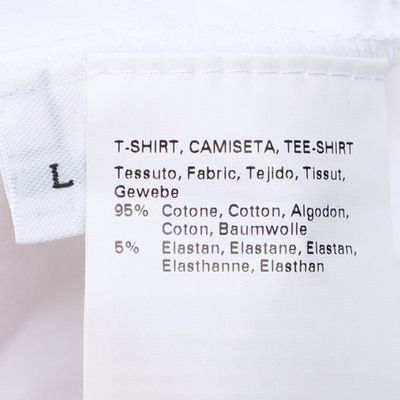 T-SHIRT, CAMISETA, TEE-SHIRT
Tessuto, Fabric, Tejido, Tissut,
Gewebe
95% Cotone, Cotton, Algodon,
Coton, Baumwolle
5% Elastan, Elastane, Elastan,
Elasthanne, Elasthan
L